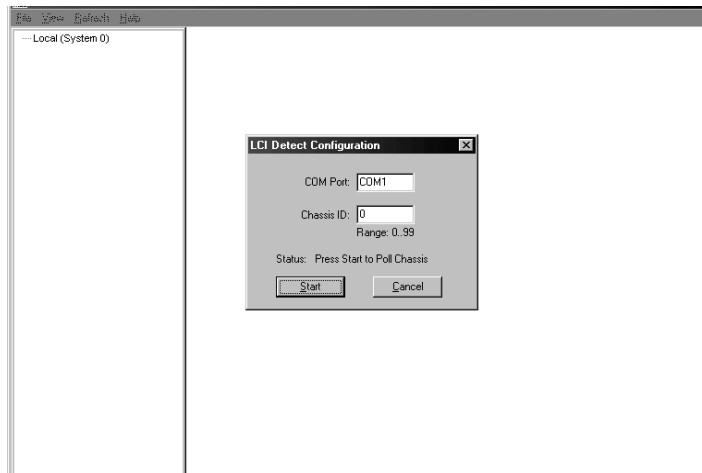 File View Refresh Help
Local (System 0)
LCI Detect Configuration
COM Port: COM1
Chassis ID: 0
Range: 0..99
Status: Press Start to Poll Chassis
Start Cancel